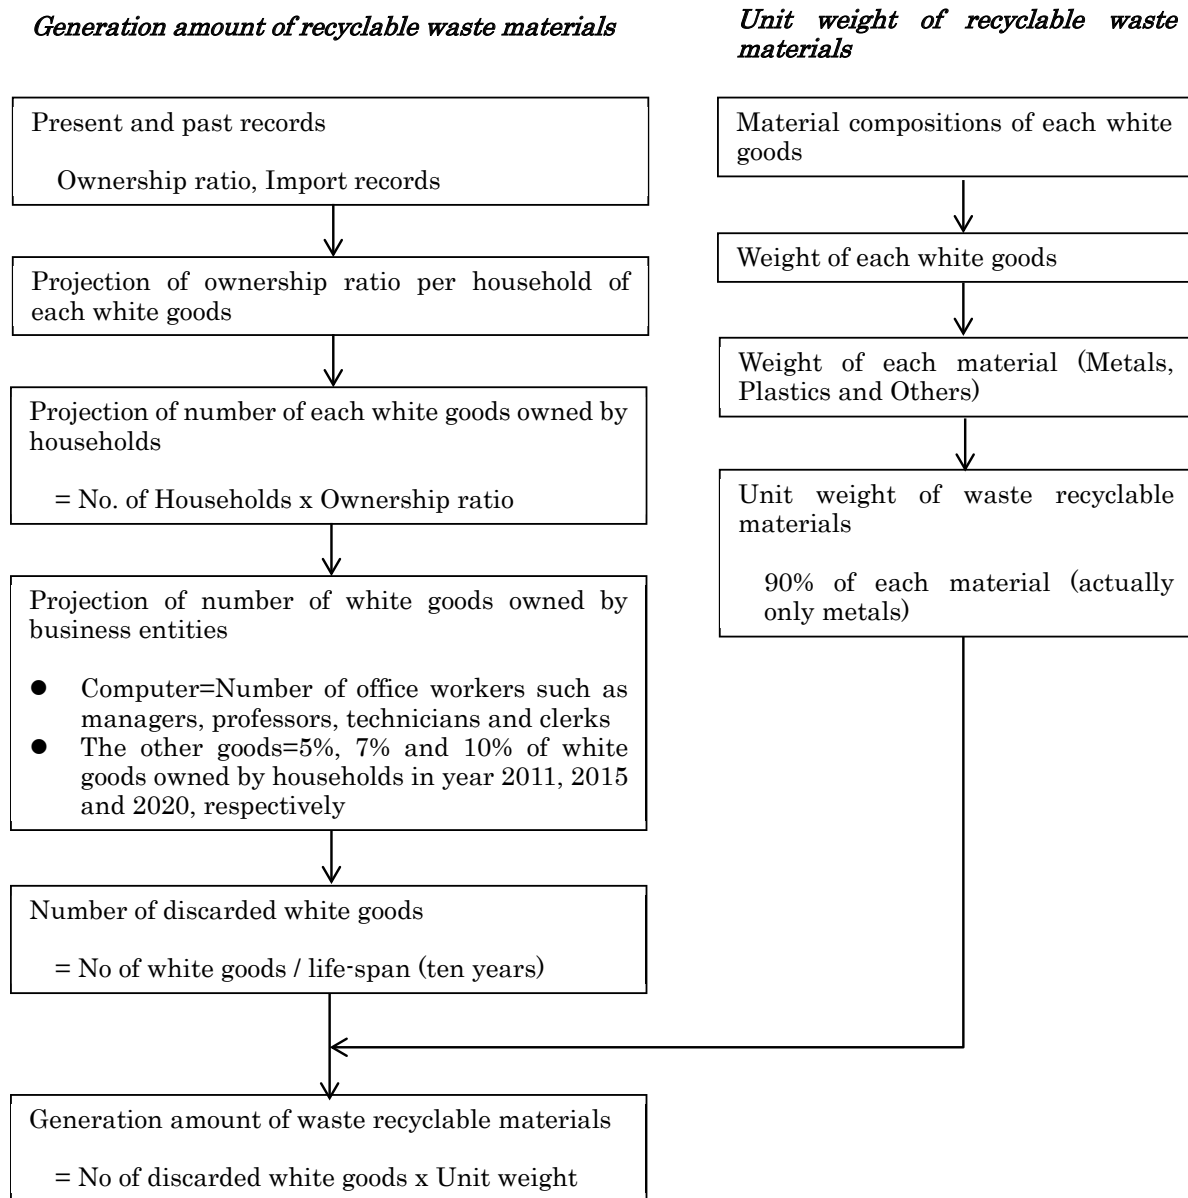 Generation amount of recyclable waste materials
Present and past records
Ownership ratio, Import records
Projection of ownership ratio per household of
each white goods
Projection of number of each white goods owned by
households
= No. of Households x Ownership ratio
Projection of number of white goods owned by
business entities
● Computer=Number of office workers such as
managers, professors, technicians and clerks
● The other goods=5%, 7% and 10% of white
goods owned by households in year 2011, 2015
and 2020, respectively
Number of discarded white goods
= No of white goods / life-span (ten years)
Generation amount of waste recyclable materials
= No of discarded white goods x Unit weight
Unit weight of recyclable waste
materials
Material compositions of each white
goods
Weight of each white goods
Weight of each material (Metals,
Plastics and Others)
Unit weight of waste recyclable
materials
90% of each material (actually
only metals)